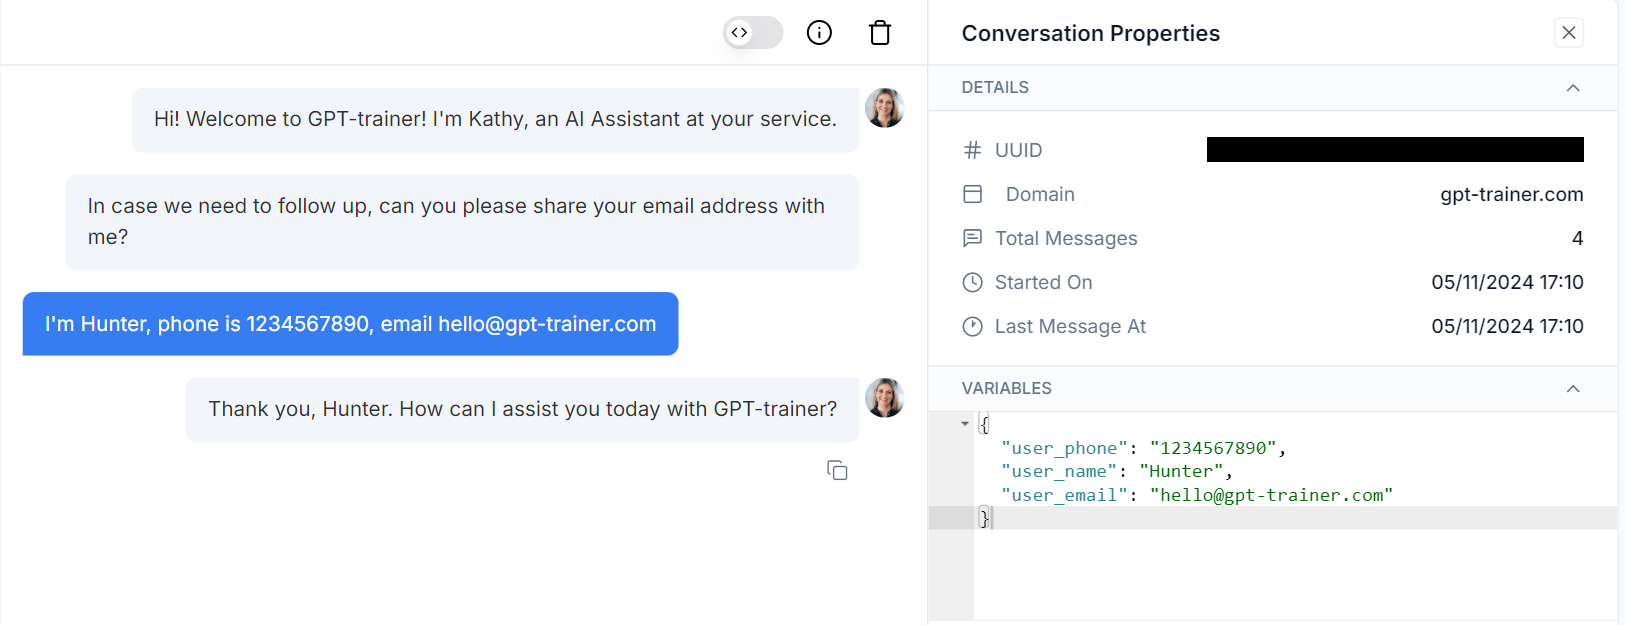 Hi! Welcome to GPT-trainer! I'm Kathy, an AI Assistant at your service.
In case we need to follow up, can you please share your email address with
me?
I'm Hunter, phone is 1234567890, email hello@gpt-trainer.com
Thank you, Hunter. How can I assist you today with GPT-trainer?
Conversation Properties
DETAILS
UUID
Domain gpt-trainer.com
Total Messages 4
Started On 05/11/2024 17:10
Last Message At 05/11/2024 17:10
VARIABLES
{
"user_phone": "1234567890",
"user_name": "Hunter",
"user_email": "hello@gpt-trainer.com"
}